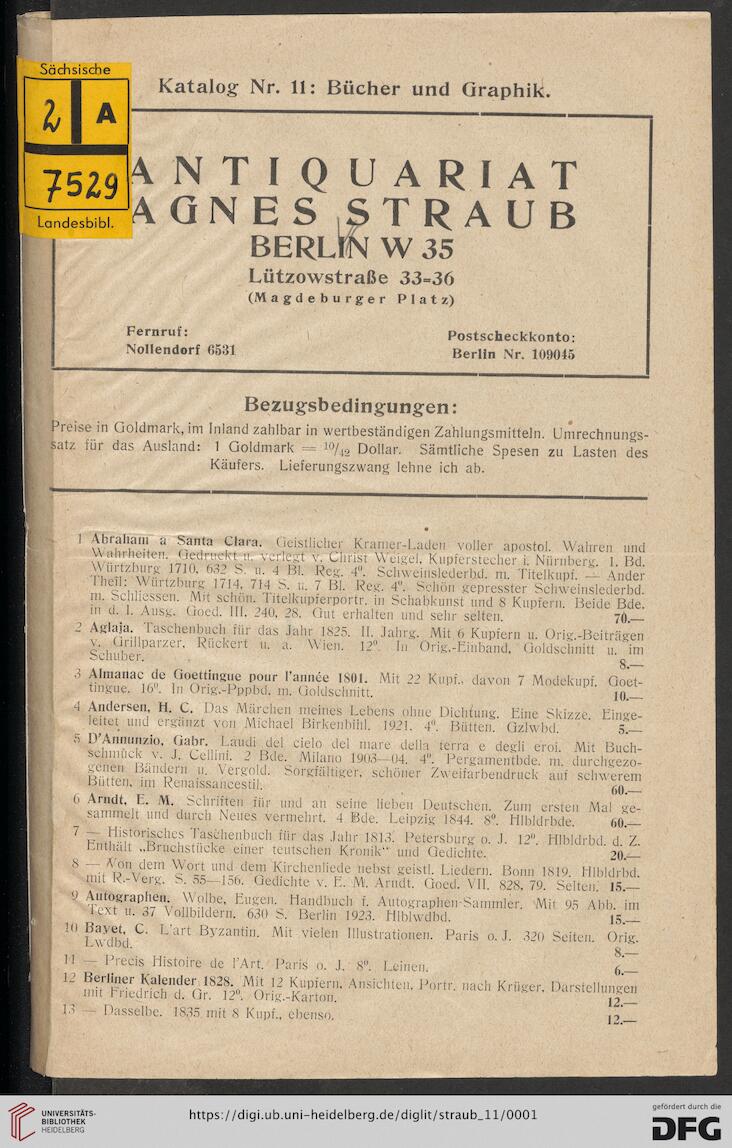 Sächsische
2 A
7529
Landesbibl.
Katalog Nr. 11: Bücher und Graphik.
ANTIQUARIAT
AGNES STRAUB
BERLIN W 35
Lützowstraße 33=36
(Magdeburger Platz)
Fernruf:
Nollendorf 6531
Postscheckkonto:
Berlin Nr. 109045
Bezugsbedingungen:
Preise in Goldmark, im Inland zahlbar in wertbeständigen Zahlungsmitteln. Umrechnungs-
satz für das Ausland: 1 Goldmark = 10/42 Dollar. Sämtliche Spesen zu Lasten des
Käufers. Lieferungszwang lehne ich ab.
1 Abraham a Santa Clara. Geistlicher Kramer-Laden voller apostol. Wahren und
Wahrheiten. Gedruckt u. verlegt v. Christ Weigel, Kupferstecher i. Nürnberg. 1. Bd.
Würtzburg 1710. 632 S. u. 4 Bl. Reg. 4º. Schweinslederbd. m. Titelkupf. — Ander
Theil: Würtzburg 1714. 714 S. u. 7 Bl. Reg. 4º. Schön gepresster Schweinslederbd.
m. Schliessen. Mit schön. Titelkupferportr. in Schabkunst und 8 Kupfern. Beide Bde.
in d. 1. Ausg. Goed. III, 240, 28. Gut erhalten und sehr selten. 70.—
2 Aglaja. Taschenbuch für das Jahr 1825. II. Jahrg. Mit 6 Kupfern u. Orig.-Beiträgen
v. Grillparzer, Rückert u. a. Wien. 12º. In Orig.-Einband, Goldschnitt u. im
Schuber. 8.—
3 Almanac de Goettingue pour l'année 1801. Mit 22 Kupf., davon 7 Modekupf. Goet-
tingue. 16º. In Orig.-Pppbd. m. Goldschnitt. 10.—
4 Andersen, H. C. Das Märchen meines Lebens ohne Dichtung. Eine Skizze. Einge-
leitet und ergänzt von Michael Birkenbihl. 1921. 4º. Bütten. Gzlwbd. 5.—
5 D'Annunzio, Gabr. Laudi del cielo del mare della terra e degli eroi. Mit Buch-
schmuck v. J. Cellini. 2 Bde. Milano 1903—04. 4º. Pergamentbde. m. durchgezo-
genen Bändern u. Vergold. Sorgfältiger, schöner Zweifarbendruck auf schwerem
Bütten, im Renaissancestil. 60.—
6 Arndt, E. M. Schriften für und an seine lieben Deutschen. Zum ersten Mal ge-
sammelt und durch Neues vermehrt. 4 Bde. Leipzig 1844. 8º. Hlbldrbde. 60.—
7 — Historisches Taschenbuch für das Jahr 1813. Petersburg o. J. 12º. Hlbldrbd. d. Z.
Enthält „Bruchstücke einer teutschen Kronik" und Gedichte. 20.—
8 — Von dem Wort und dem Kirchenliede nebst geistl. Liedern. Bonn 1819. Hlbldrbd.
mit R.-Verg. S. 55—156. Gedichte v. E. M. Arndt. Goed. VII, 828, 79. Selten. 15.—
9 Autographen. Wolbe, Eugen. Handbuch f. Autographen-Sammler. Mit 95 Abb. im
Text u. 37 Vollbildern. 630 S. Berlin 1923. Hlblwdbd. 15.—
10 Bayet, C. L'art Byzantin. Mit vielen Illustrationen. Paris o. J. 320 Seiten. Orig.
Lwdbd. 8.—
11 — Precis Histoire de l'Art. Paris o. J. 8º. Leinen. 6.—
12 Berliner Kalender 1828. Mit 12 Kupfern, Ansichten, Portr. nach Krüger, Darstellungen
mit Friedrich d. Gr. 12º. Orig.-Karton. 12.—
13 — Dasselbe. 1835 mit 8 Kupf., ebenso. 12.—
UNIVERSITÄTS-
BIBLIOTHEK
HEIDELBERG
https://digi.ub.uni-heidelberg.de/diglit/straub_11/0001
gefördert durch die
DFG